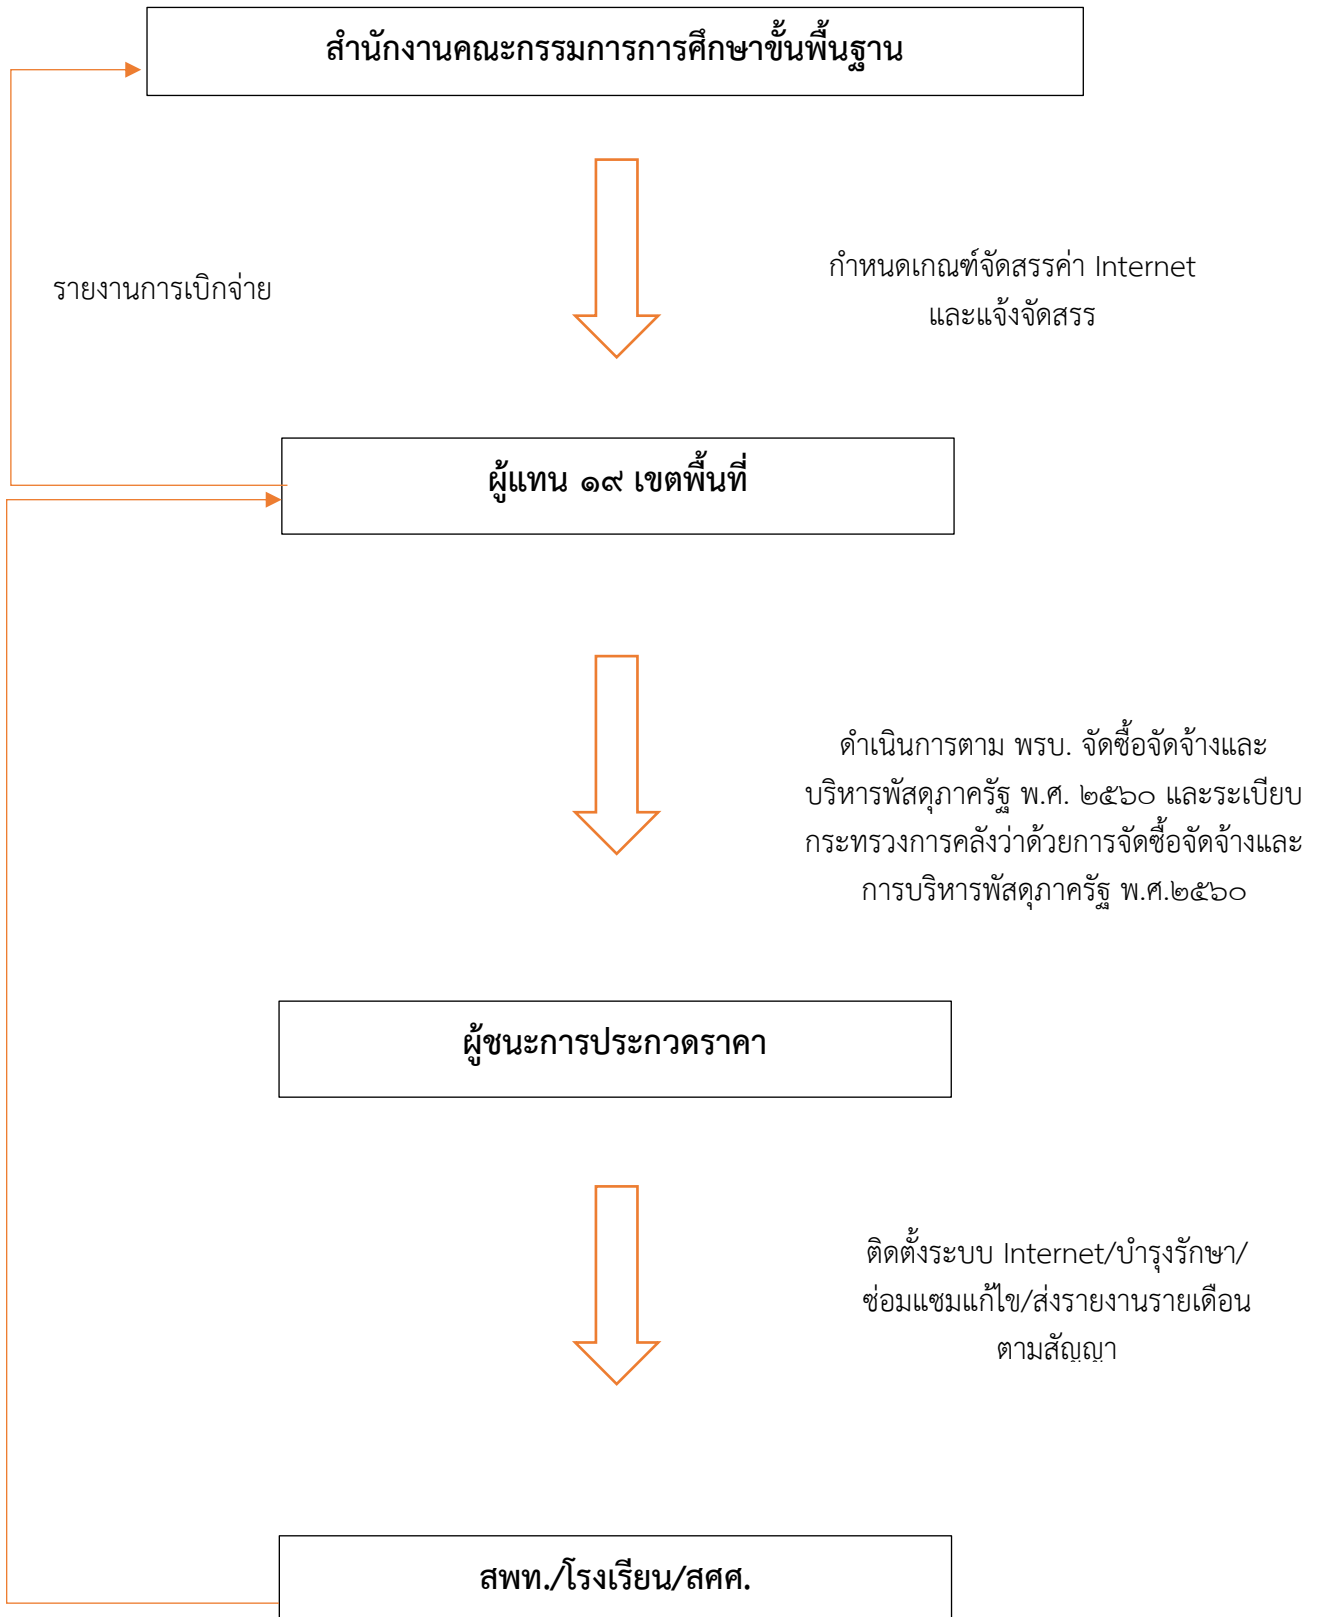 สำนักงานคณะกรรมการการศึกษาขั้นพื้นฐาน
รายงานการเบิกจ่าย
กำหนดเกณฑ์จัดสรรค่า Internet
และแจ้งจัดสรร
ผู้แทน ๑๙ เขตพื้นที่
ดำเนินการตาม พรบ. จัดซื้อจัดจ้างและ
บริหารพัสดุภาครัฐ พ.ศ. ๒๕๖๐ และระเบียบ
กระทรวงการคลังว่าด้วยการจัดซื้อจัดจ้างและ
การบริหารพัสดุภาครัฐ พ.ศ.๒๕๖๐
ผู้ชนะการประกวดราคา
ติดตั้งระบบ Internet/บำรุงรักษา/
ซ่อมแซมแก้ไข/ส่งรายงานรายเดือน
ตามสัญญา
สพท./โรงเรียน/สศศ.